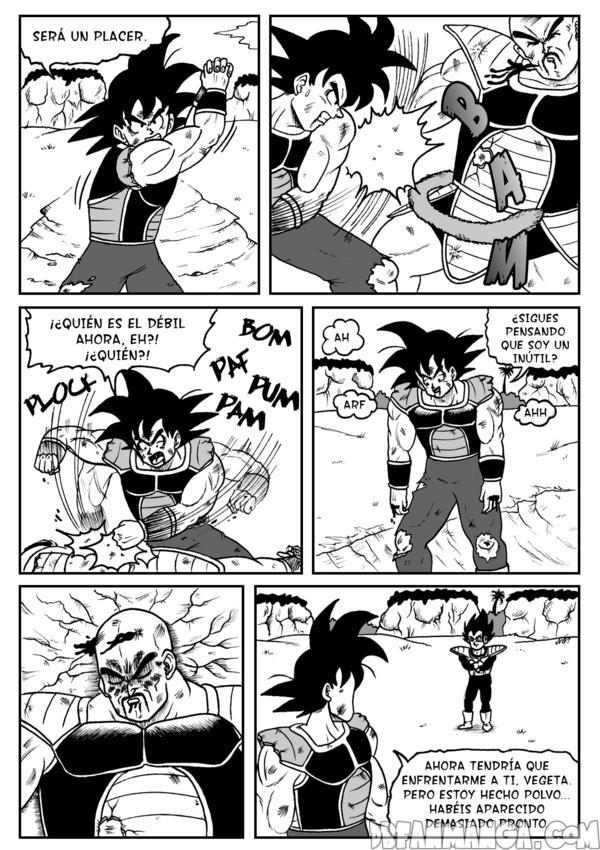 SERÁ UN PLACER.
BAM
¡¿QUIÉN ES EL DÉBIL
AHORA, EH?!
¡¿QUIÉN?!
PLOCK
BOM
PAF
PUM
PAM
AH
ARF
¿SIGUES
PENSANDO
QUE SOY UN
INÚTIL?
AHH
AHORA TENDRÍA QUE
ENFRENTARME A TI, VEGETA.
PERO ESTOY HECHO POLVO...
HABÉIS APARECIDO
DEMASIADO PRONTO.
DBFANMANGA.COM